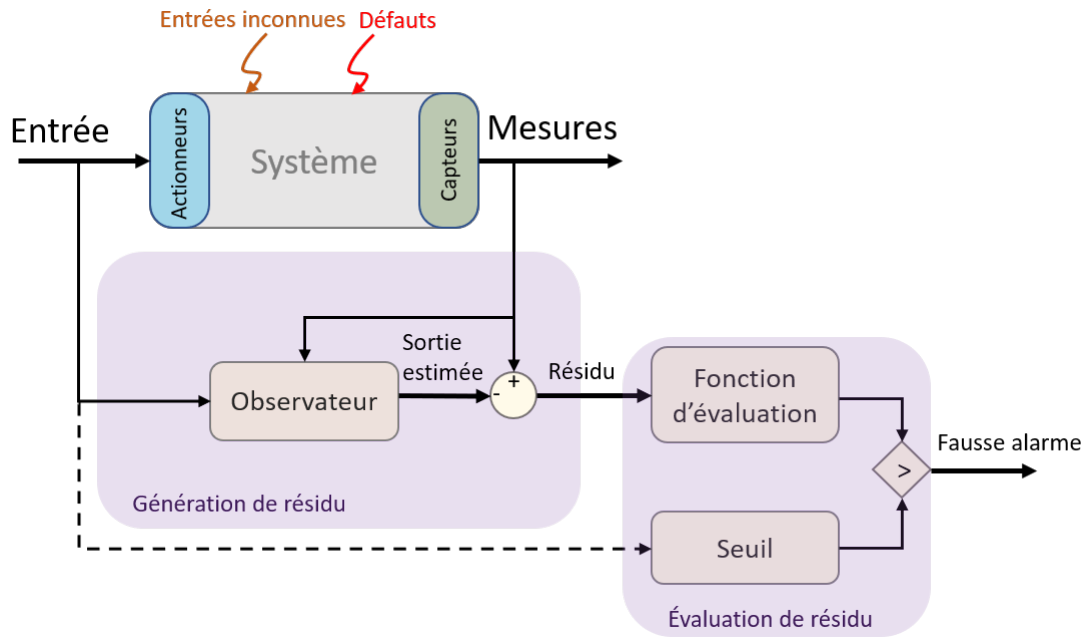 Entrées inconnues
Défauts
Entrée
Actionneurs
Système
Capteurs
Mesures
Sortie
estimée
Observateur
-
+
Résidu
Génération de résidu
Fonction
d'évaluation
>
Fausse alarme
Seuil
Évaluation de résidu